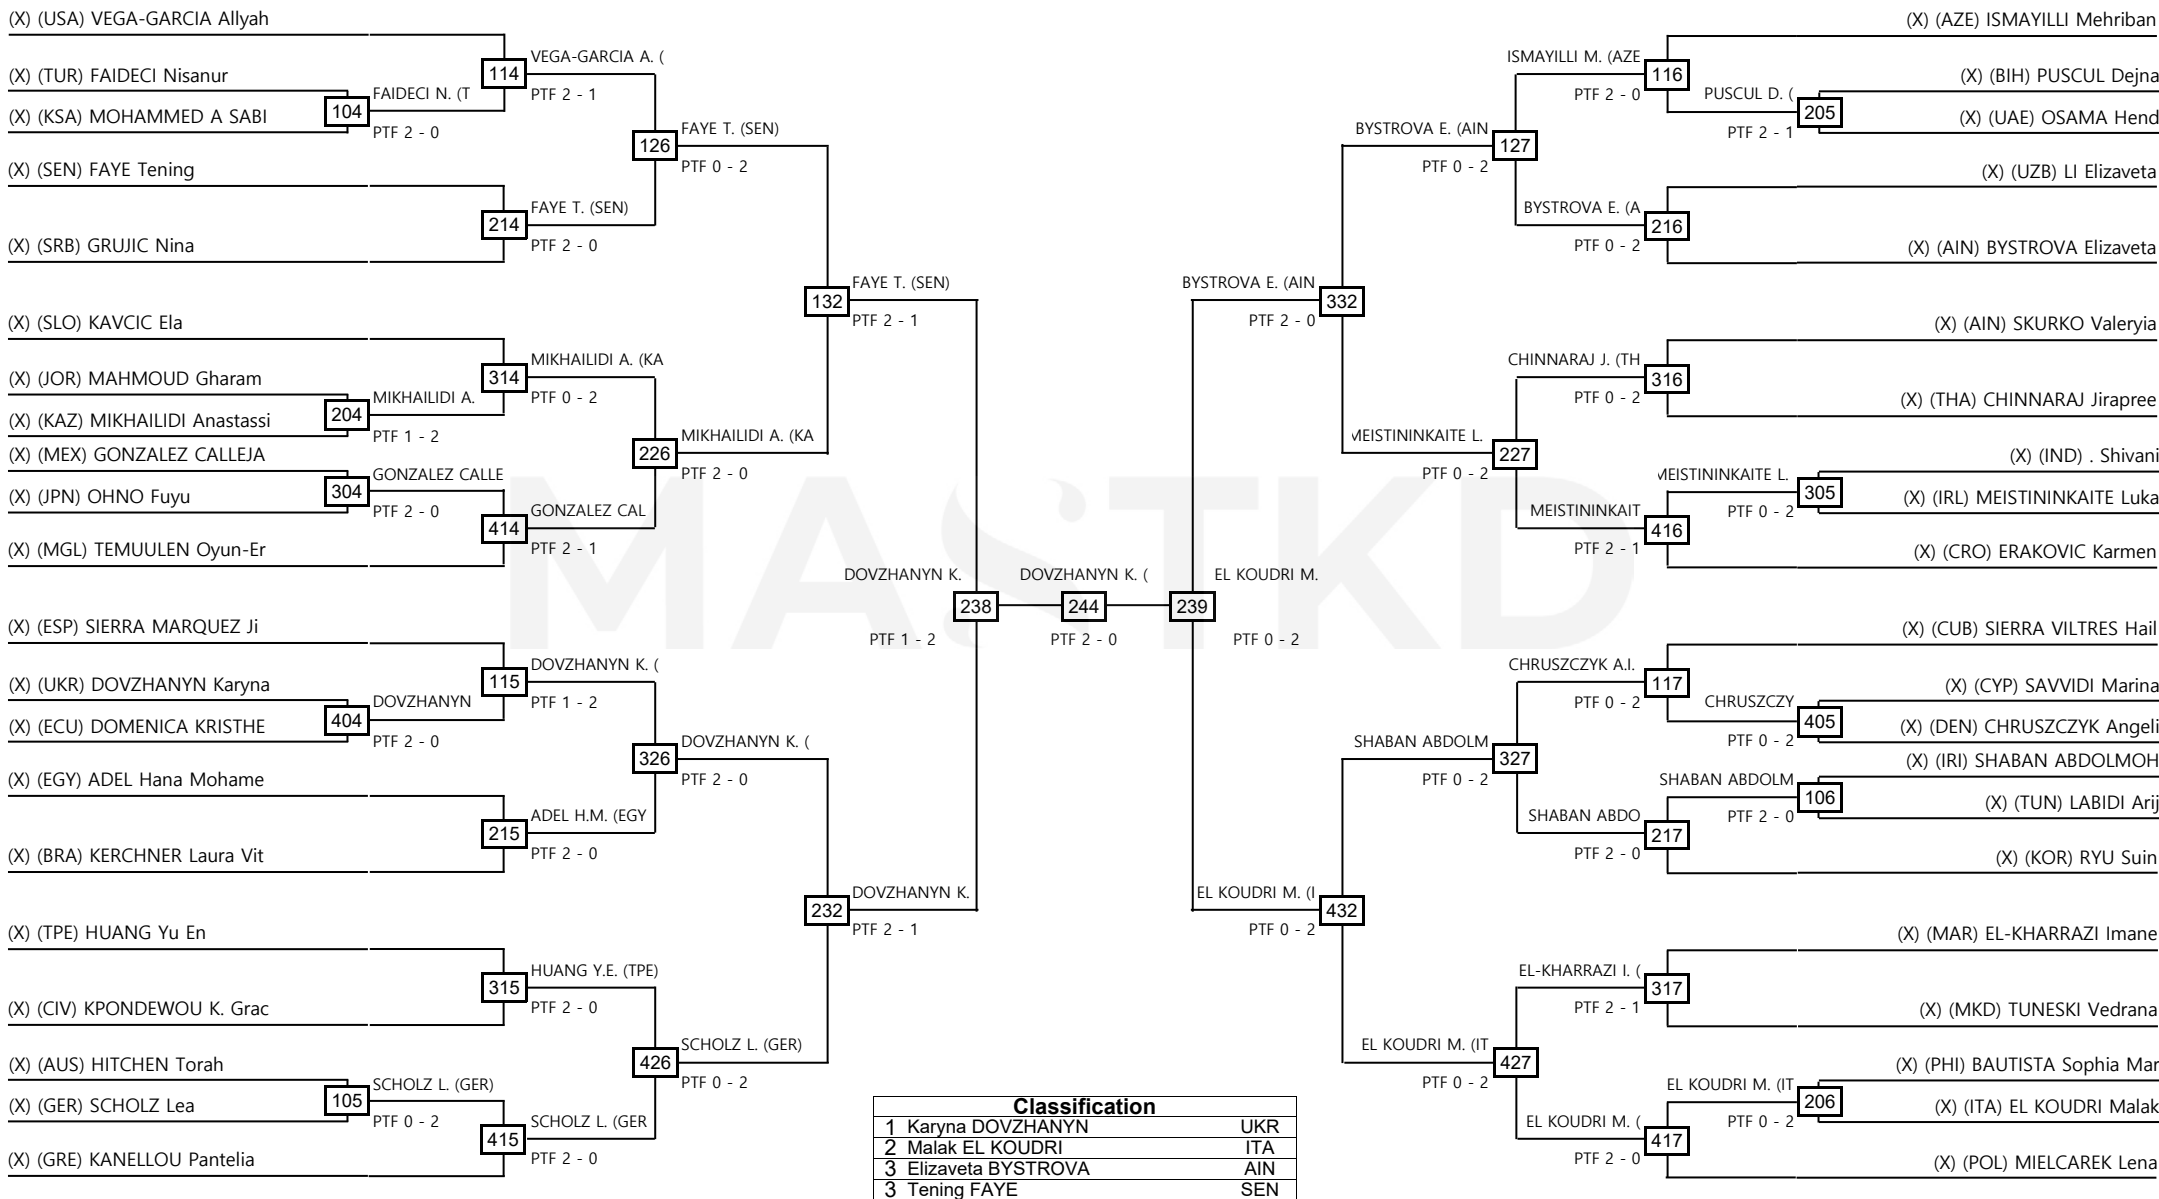 (X) (USA) VEGA-GARCIA Allyah
(X) (TUR) FAIDECI Nisanur
(X) (KSA) MOHAMMED A SABI
(X) (SEN) FAYE Tening
(X) (SRB) GRUJIC Nina
(X) (SLO) KAVCIC Ela
(X) (JOR) MAHMOUD Gharam
(X) (KAZ) MIKHAILIDI Anastassi
(X) (MEX) GONZALEZ CALLEJA
(X) (JPN) OHNO Fuyu
(X) (MGL) TEMUULEN Oyun-Er
(X) (ESP) SIERRA MARQUEZ Ji
(X) (UKR) DOVZHANYN Karyna
(X) (ECU) DOMENICA KRISTHE
(X) (EGY) ADEL Hana Mohame
(X) (BRA) KERCHNER Laura Vit
(X) (TPE) HUANG Yu En
(X) (CIV) KPONDEWOU K. Grac
(X) (AUS) HITCHEN Torah
(X) (GER) SCHOLZ Lea
(X) (GRE) KANELLOU Pantelia
104
FAIDECI N. (T
PTF 2 - 0
204
MIKHAILIDI A.
PTF 1 - 2
304
GONZALEZ CALLE
PTF 2 - 0
404
DOVZHANYN
PTF 2 - 0
105
SCHOLZ L. (GER)
PTF 0 - 2
114
VEGA-GARCIA A. (
PTF 2 - 1
214
FAYE T. (SEN)
PTF 2 - 0
314
MIKHAILIDI A. (KA
PTF 0 - 2
414
GONZALEZ CAL
PTF 2 - 1
115
DOVZHANYN K. (
PTF 1 - 2
215
ADEL H.M. (EGY
PTF 2 - 0
315
HUANG Y.E. (TPE)
PTF 2 - 0
415
SCHOLZ L. (GER
PTF 2 - 0
126
FAYE T. (SEN)
PTF 0 - 2
226
MIKHAILIDI A. (KA
PTF 2 - 0
326
DOVZHANYN K. (
PTF 2 - 0
426
SCHOLZ L. (GER)
PTF 0 - 2
132
FAYE T. (SEN)
PTF 2 - 1
232
DOVZHANYN K.
PTF 2 - 1
DOVZHANYN K.
238
PTF 1 - 2
DOVZHANYN K. (
244
PTF 2 - 0
EL KOUDRI M.
239
PTF 0 - 2
MASTKD
BYSTROVA E. (AIN
332
PTF 2 - 0
EL KOUDRI M. (I
432
PTF 0 - 2
BYSTROVA E. (AIN
127
PTF 0 - 2
MEISTININKAITE L.
227
PTF 0 - 2
SHABAN ABDOLM
327
PTF 0 - 2
EL KOUDRI M. (IT
427
PTF 0 - 2
ISMAYILLI M. (AZE
116
PTF 2 - 0
BYSTROVA E. (A
216
PTF 0 - 2
CHINNARAJ J. (TH
316
PTF 0 - 2
MEISTININKAIT
416
PTF 2 - 1
CHRUSZCZYK A.I.
117
PTF 0 - 2
SHABAN ABDO
217
PTF 2 - 0
EL-KHARRAZI I. (
317
PTF 2 - 1
EL KOUDRI M. (
417
PTF 2 - 0
PUSCUL D. (
205
PTF 2 - 1
MEISTININKAITE L.
305
PTF 0 - 2
CHRUSZCZY
405
PTF 0 - 2
SHABAN ABDOLM
106
PTF 2 - 0
EL KOUDRI M. (IT
206
PTF 0 - 2
(X) (AZE) ISMAYILLI Mehriban
(X) (BIH) PUSCUL Dejna
(X) (UAE) OSAMA Hend
(X) (UZB) LI Elizaveta
(X) (AIN) BYSTROVA Elizaveta
(X) (AIN) SKURKO Valeryia
(X) (THA) CHINNARAJ Jirapree
(X) (IND) . Shivani
(X) (IRL) MEISTININKAITE Luka
(X) (CRO) ERAKOVIC Karmen
(X) (CUB) SIERRA VILTRES Hail
(X) (CYP) SAVVIDI Marina
(X) (DEN) CHRUSZCZYK Angeli
(X) (IRI) SHABAN ABDOLMOH
(X) (TUN) LABIDI Arij
(X) (KOR) RYU Suin
(X) (MAR) EL-KHARRAZI Imane
(X) (MKD) TUNESKI Vedrana
(X) (PHI) BAUTISTA Sophia Mar
(X) (ITA) EL KOUDRI Malak
(X) (POL) MIELCAREK Lena
Classification
1 Karyna DOVZHANYN UKR
2 Malak EL KOUDRI ITA
3 Elizaveta BYSTROVA AIN
3 Tening FAYE SEN